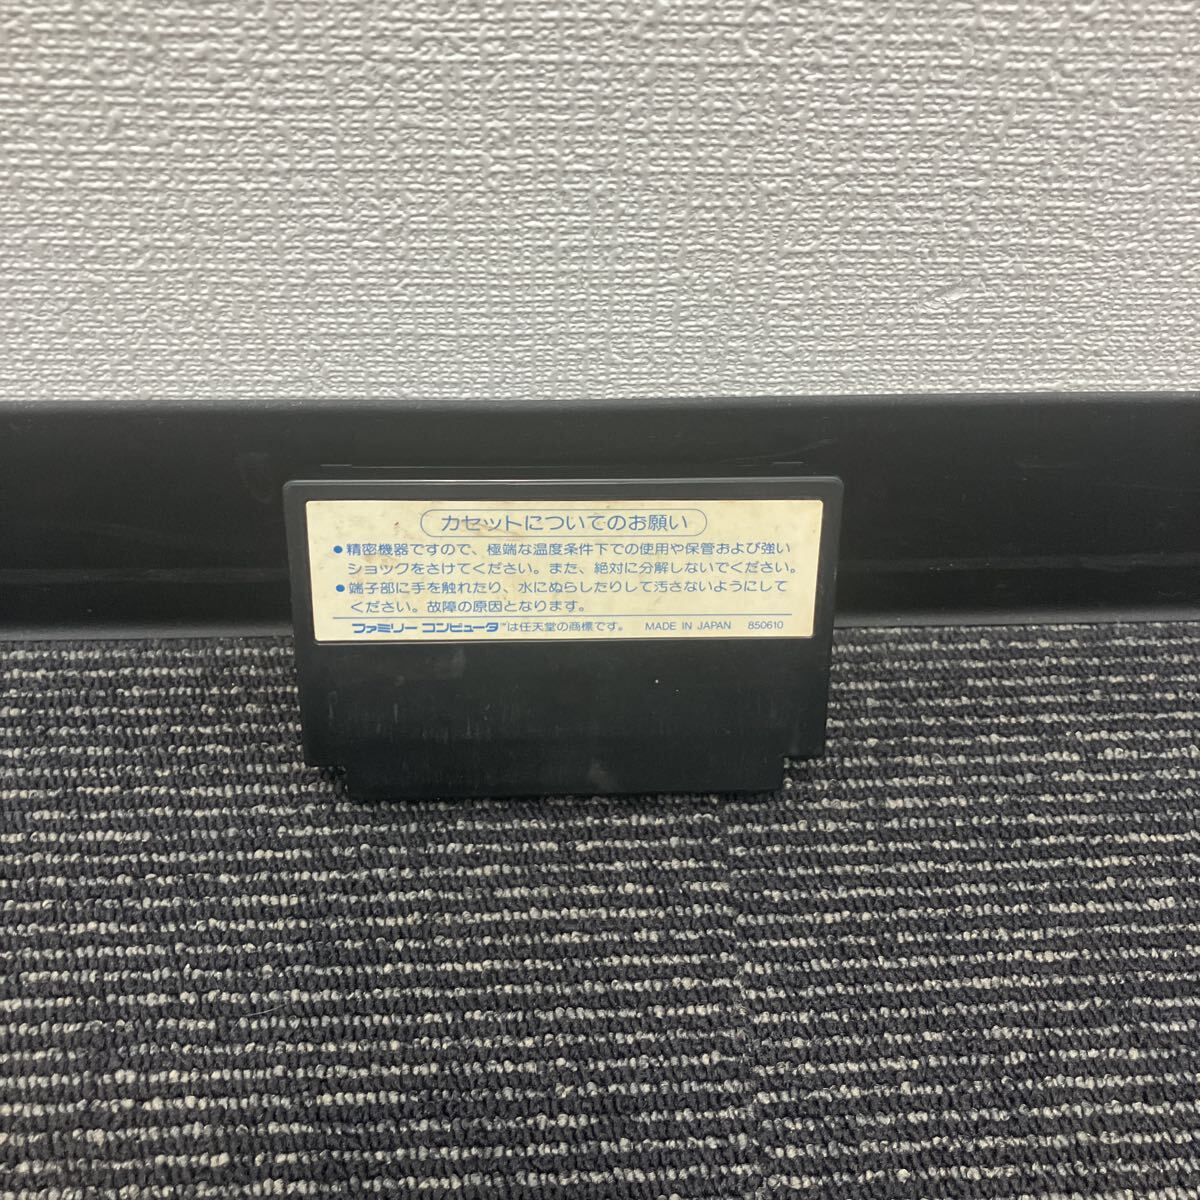 カセットについてのお願い
●精密機器ですので、極端な温度条件下での使用や保管および強い
ショックをさけてください。また、絶対に分解しないでください。
●端子部に手を触れたり、水にぬらしたりして汚さないようにして
ください。故障の原因となります。
ファミリーコンピュータ™は任天堂の商標です。 MADE IN JAPAN 850610